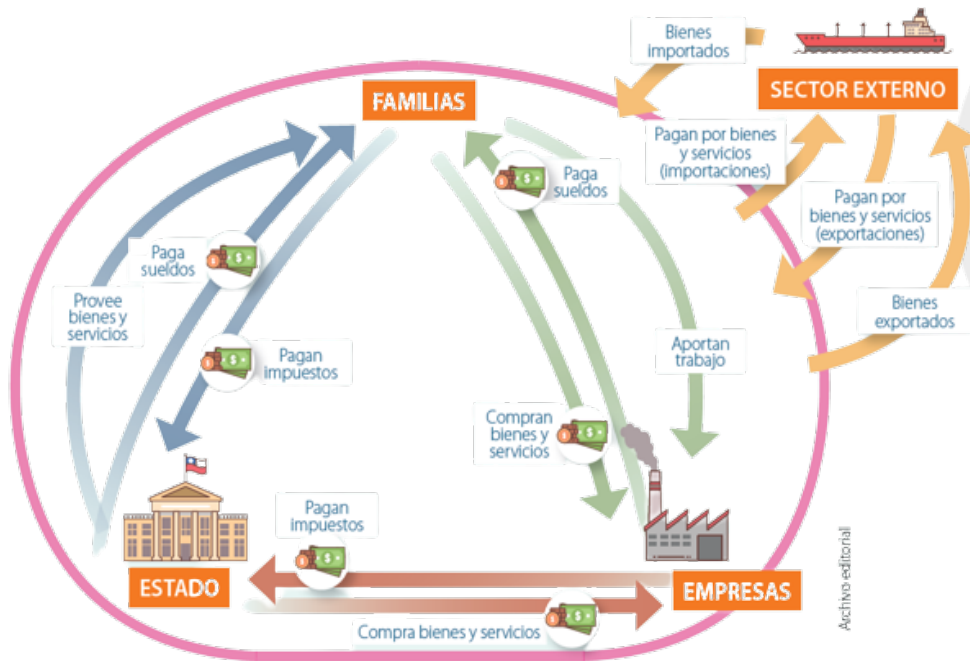 Bienes
importados
SECTOR EXTERNO
FAMILIAS
Pagan por bienes
y servicios
(importaciones)
Paga
sueldos
Pagan por
bienes y servicios
(exportaciones)
Paga
sueldos
Provee
bienes y
servicios
Bienes
exportados
Pagan
impuestos
Aportan
trabajo
Compran
bienes y
servicios
Pagan
impuestos
ESTADO
EMPRESAS
Compra bienes y servicios
Archivo editorial